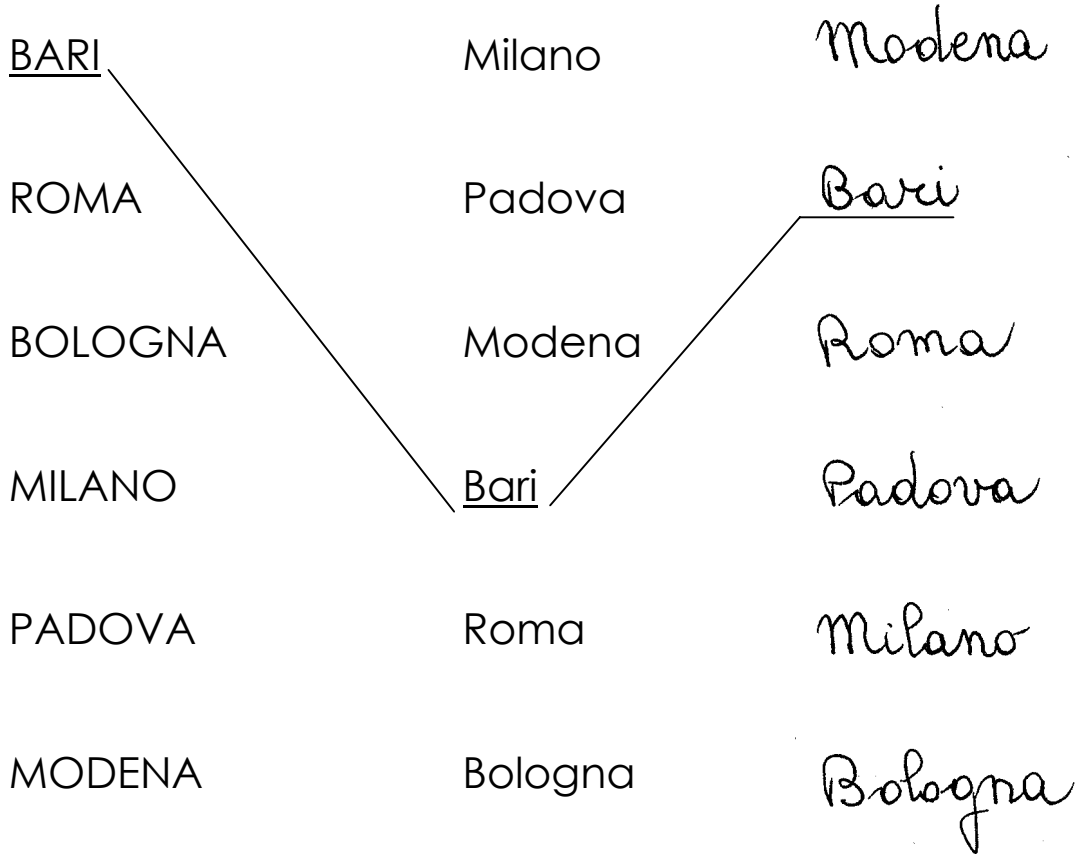 BARI Milano Modena
ROMA Padova Bari
BOLOGNA Modena Roma
MILANO Bari Padova
PADOVA Roma Milano
MODENA Bologna Bologna